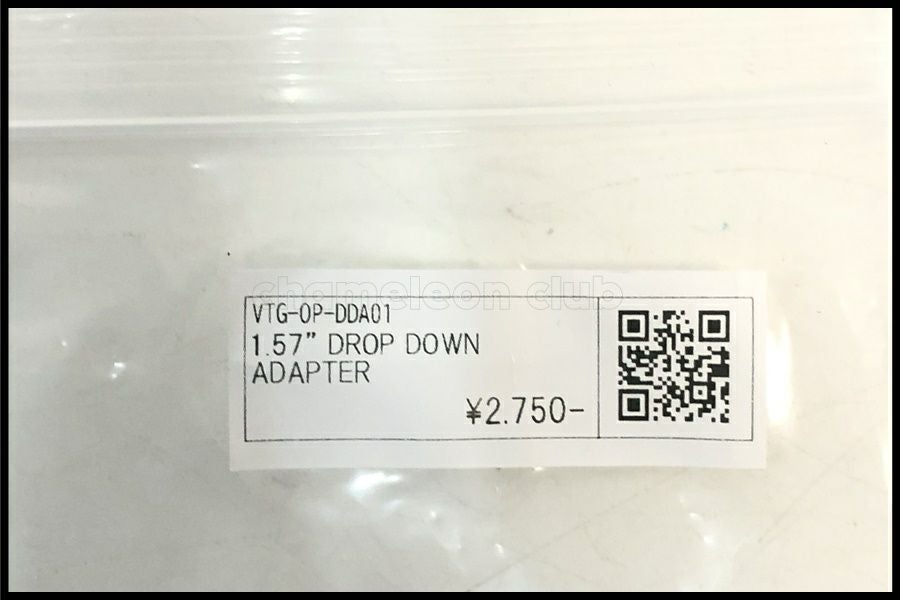 chameleon club
VTG-OP-DDA01
1.57” DROP DOWN
ADAPTER
¥2.750-